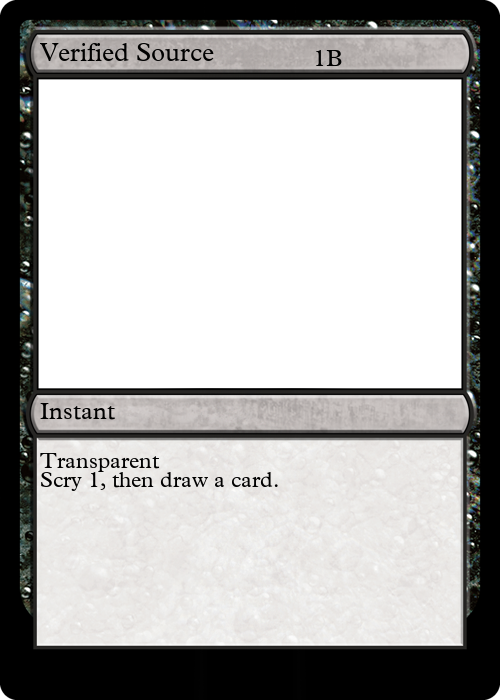 Verified Source 1B
Instant
Transparent
Scry 1, then draw a card.